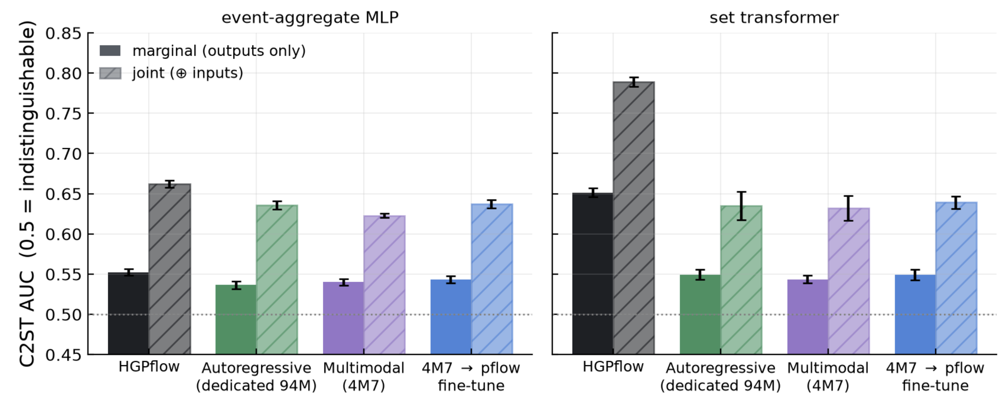 event-aggregate MLP
set transformer
C2ST AUC (0.5 = indistinguishable)
0.85
0.80
0.75
0.70
0.65
0.60
0.55
0.50
0.45
marginal (outputs only)
joint (⊕ inputs)
HGPflow
Autoregressive
(dedicated 94M)
Multimodal
(4M7)
4M7 → pflow
fine-tune
HGPflow
Autoregressive
(dedicated 94M)
Multimodal
(4M7)
4M7 → pflow
fine-tune